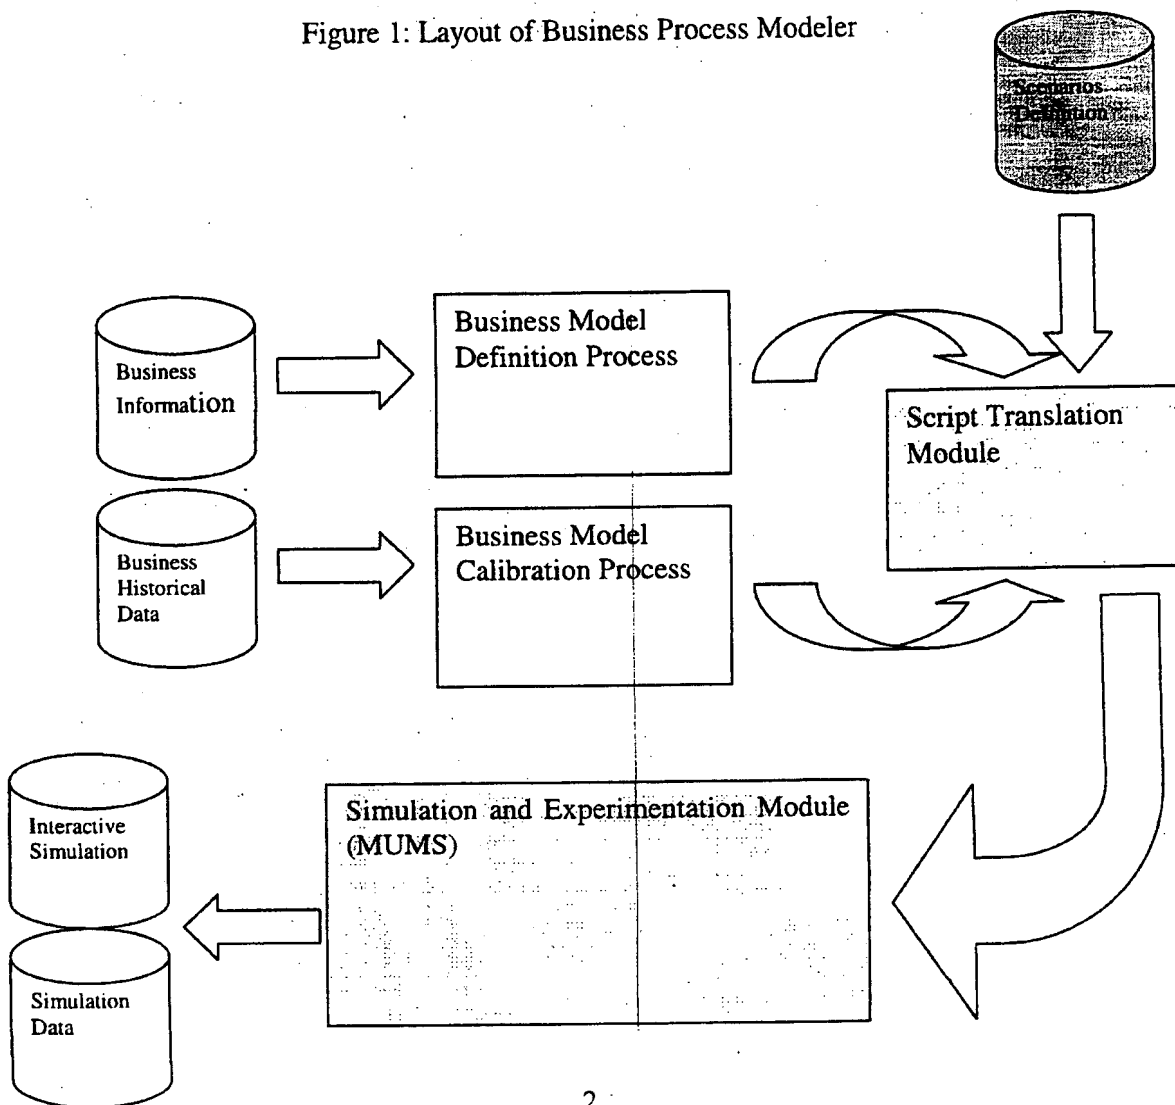 Figure 1: Layout of Business Process Modeler
Scenarios
Definition
Business
Information
Business Model
Definition Process
Script Translation
Module
Business
Historical
Data
Business Model
Calibration Process
Interactive
Simulation
Simulation and Experimentation Module
(MUMS)
Simulation
Data
2